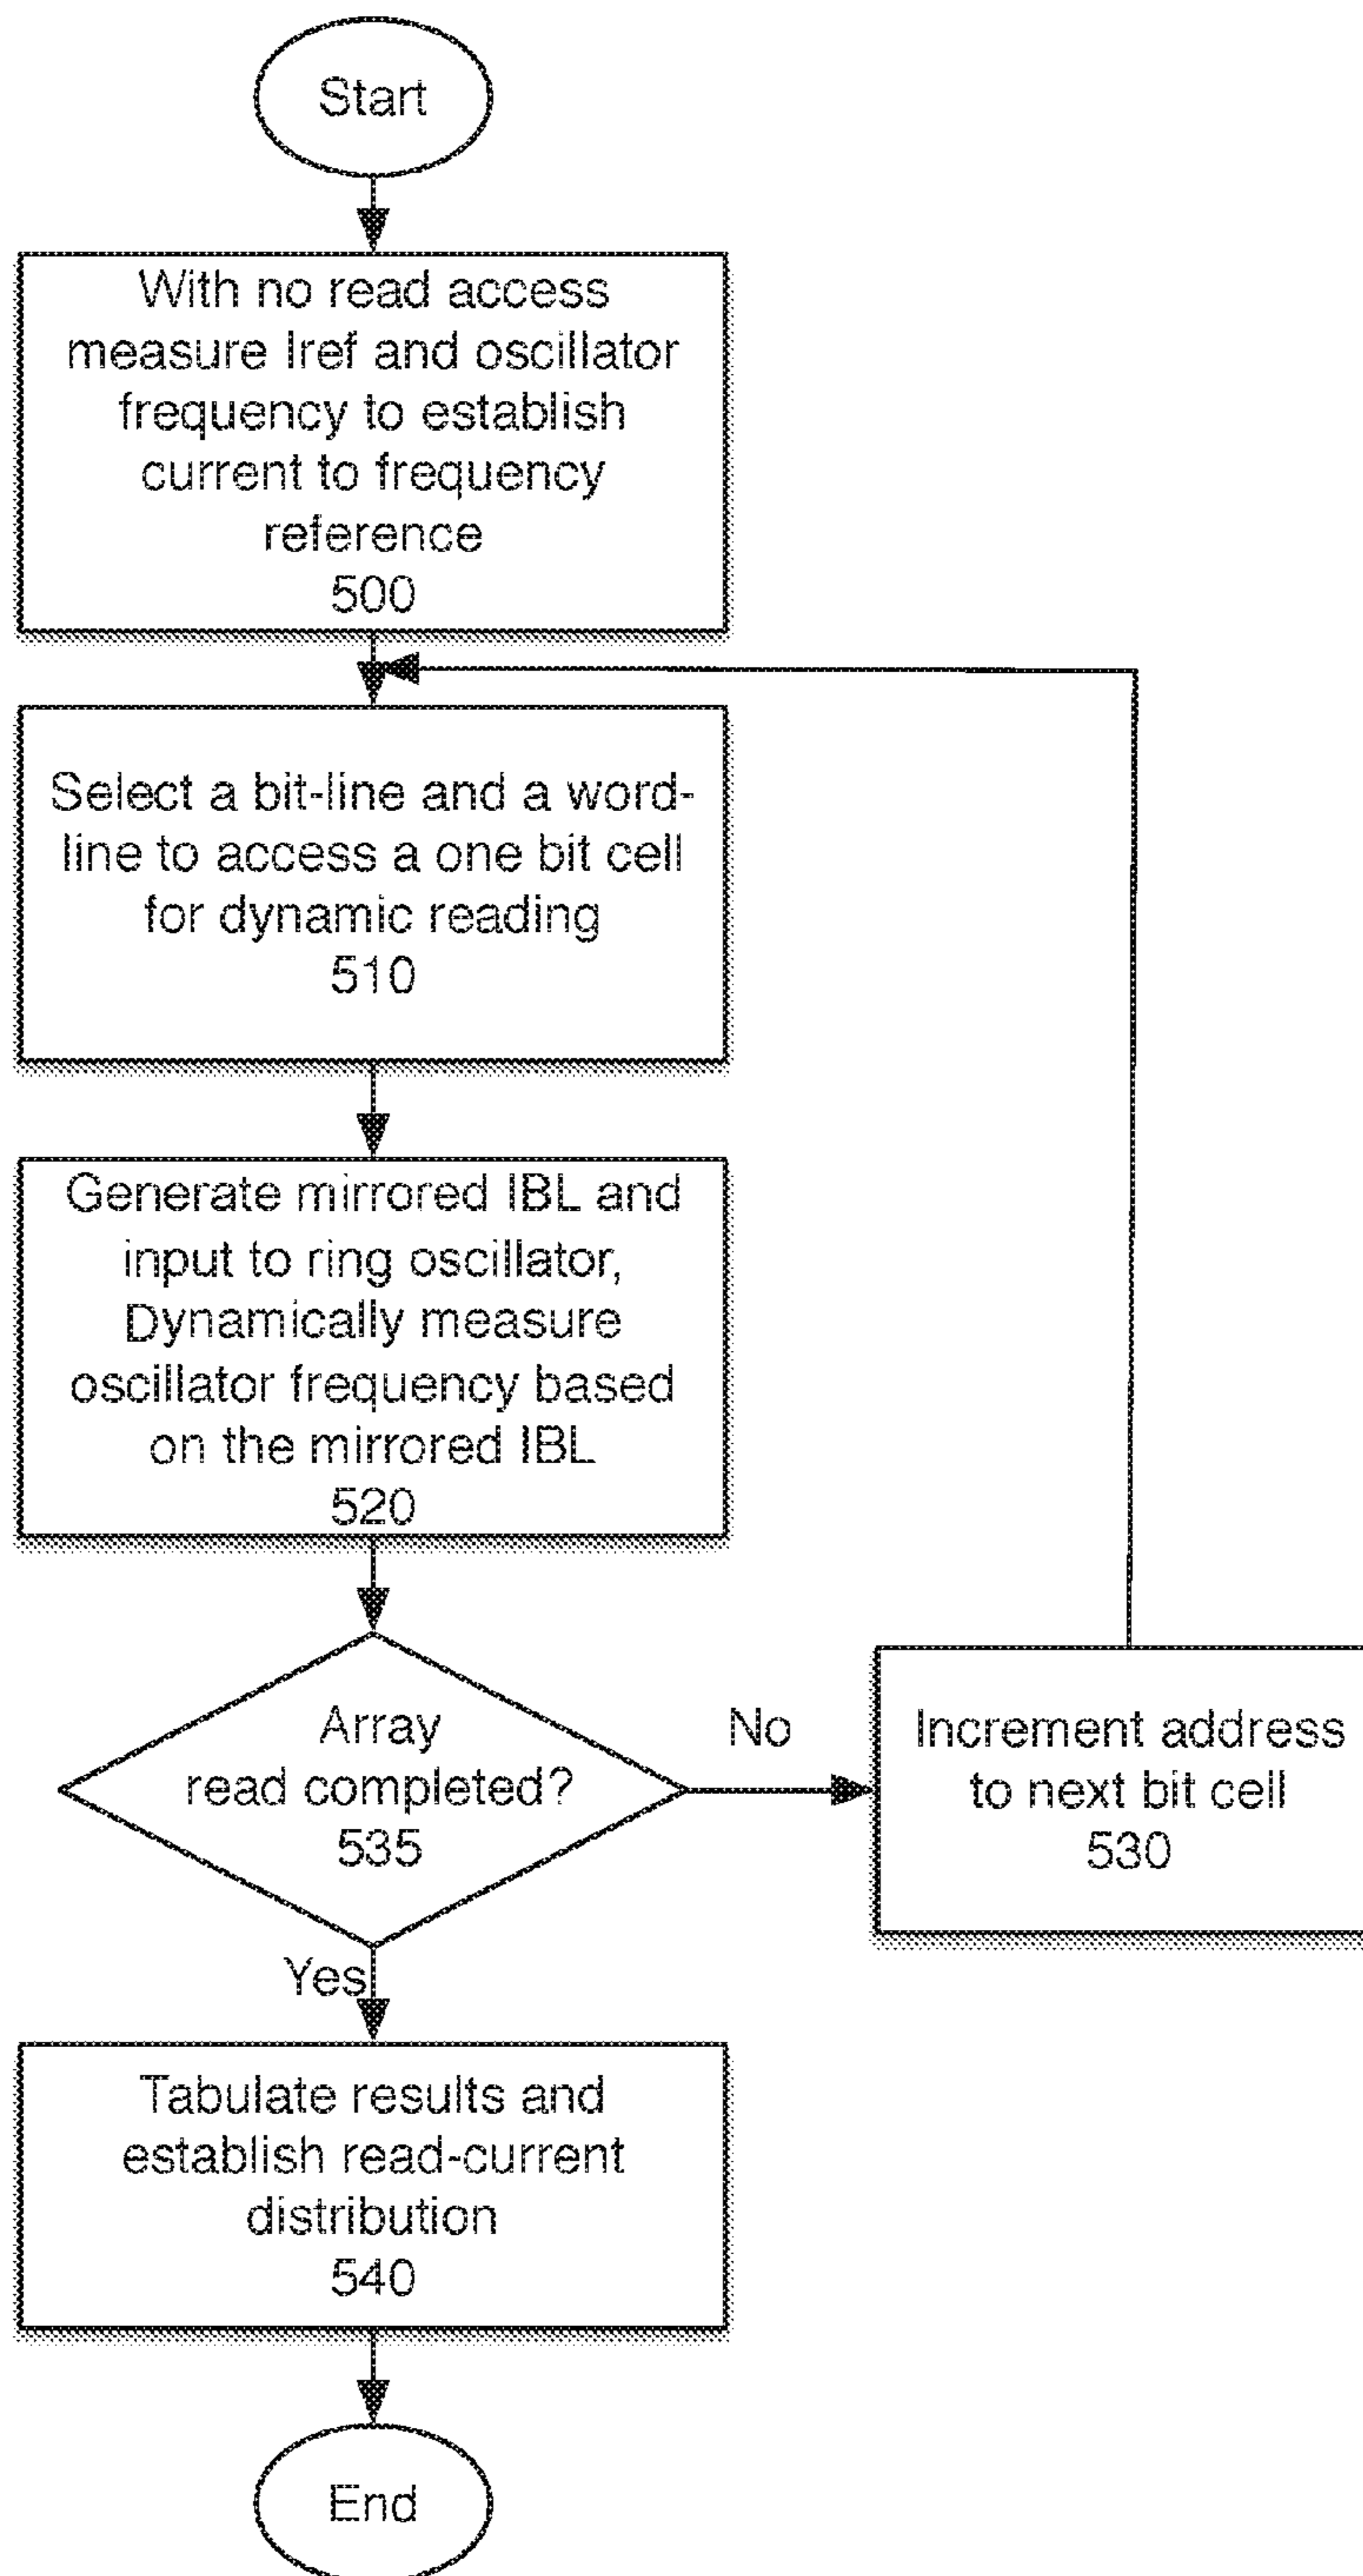 Start
With no read access
measure Iref and oscillator
frequency to establish
current to frequency
reference
500
Select a bit-line and a word-
line to access a one bit cell
for dynamic reading
510
Generate mirrored IBL and
input to ring oscillator,
Dynamically measure
oscillator frequency based
on the mirrored IBL
520
Array
read completed?
535
No
Increment address
to next bit cell
530
Yes
Tabulate results and
establish read-current
distribution
540
End